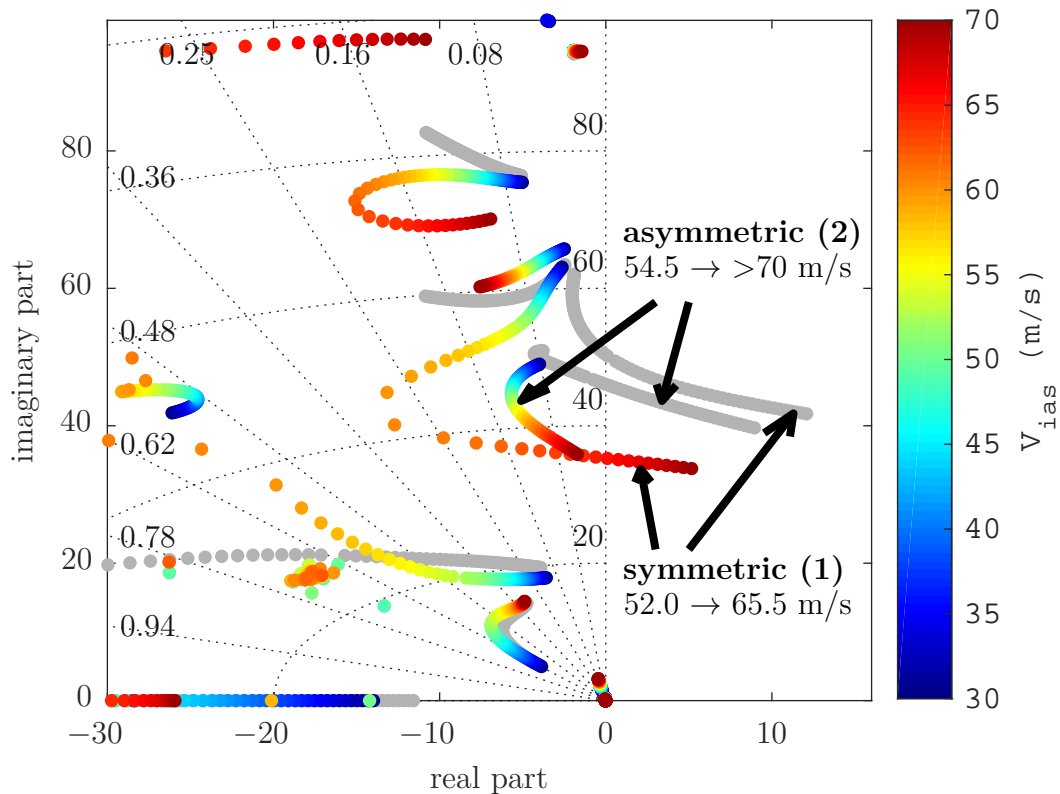 0.25 0.16 0.08
80 80
0.36
asymmetric (2)
54.5 → >70 m/s
60 60
0.48
40 40
0.62
0.78 20
20
symmetric (1)
52.0 → 65.5 m/s
0.94
0
−30 −20 −10 0 10
real part
imaginary part
70
65
60
55
50
45
40
35
30
V_ias (m/s)